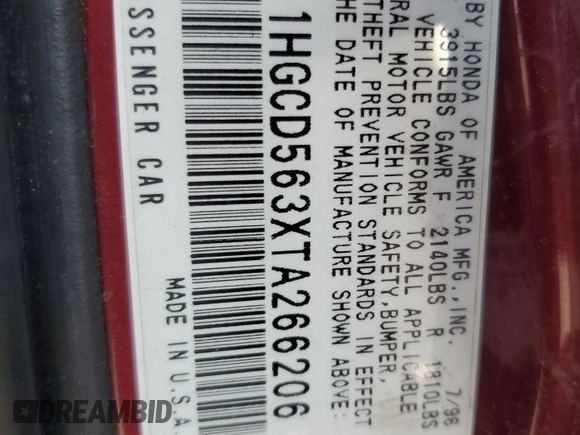 BY HONDA OF AMERICA MFG., INC. 7/96
3915LBS GAWR F 2140LBS R 1810LBS
VEHICLE CONFORMS TO ALL APPLICABLE
RAL MOTOR VEHICLE SAFETY, BUMPER,
THEFT PREVENTION STANDARDS IN EFFECT
HE DATE OF MANUFACTURE SHOWN ABOVE:
1HGCD563XTA266206
SSENGER CAR MADE IN U.S.A
DREAMBID